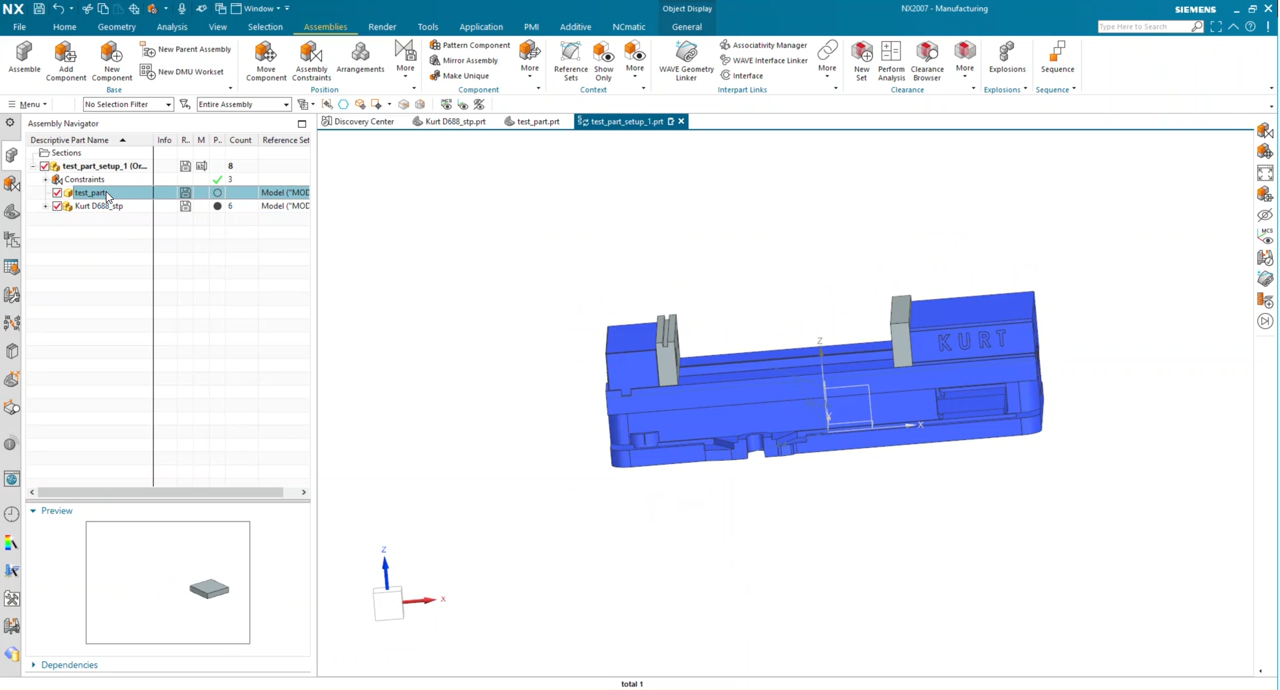 NX
Window
Object Display
NX2007 - Manufacturing
SIEMENS
File
Home
Geometry
Analysis
View
Selection
Assemblies
Render
Tools
Application
PMI
Additive
NCmatic
General
Type Here to Search
Assemble
Add Component
New Component
New Parent Assembly
New DMU Workset
Base
Move Component
Assembly Constraints
Arrangements
More
Position
Pattern Component
Mirror Assembly
Make Unique
More
Component
Reference Sets
Show Only
More
Context
WAVE Geometry Linker
Associativity Manager
WAVE Interface Linker
Interface
More
Interpart Links
New Set
Perform Analysis
Clearance Browser
More
Clearance
Explosions
Explosions
Sequence
Sequence
Menu
No Selection Filter
Entire Assembly
Assembly Navigator
Discovery Center
Kurt D688_stp.prt
test_part.prt
test_part_setup_1.prt
Descriptive Part Name
Info
R..
M
P..
Count
Reference Set
Sections
test_part_setup_1 (Or...
8
Constraints
3
test_part
Model ("MOD
Kurt D688_stp
6
Model ("MOD
MCS
KURT
Z
X
Y
Preview
Z
X
Dependencies
total 1